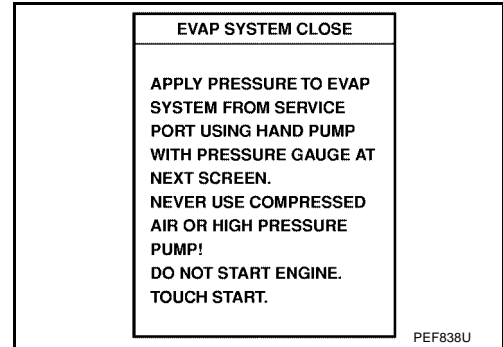 EVAP SYSTEM CLOSE
APPLY PRESSURE TO EVAP
SYSTEM FROM SERVICE
PORT USING HAND PUMP
WITH PRESSURE GAUGE AT
NEXT SCREEN.
NEVER USE COMPRESSED
AIR OR HIGH PRESSURE
PUMP!
DO NOT START ENGINE.
TOUCH START.
PEF838U